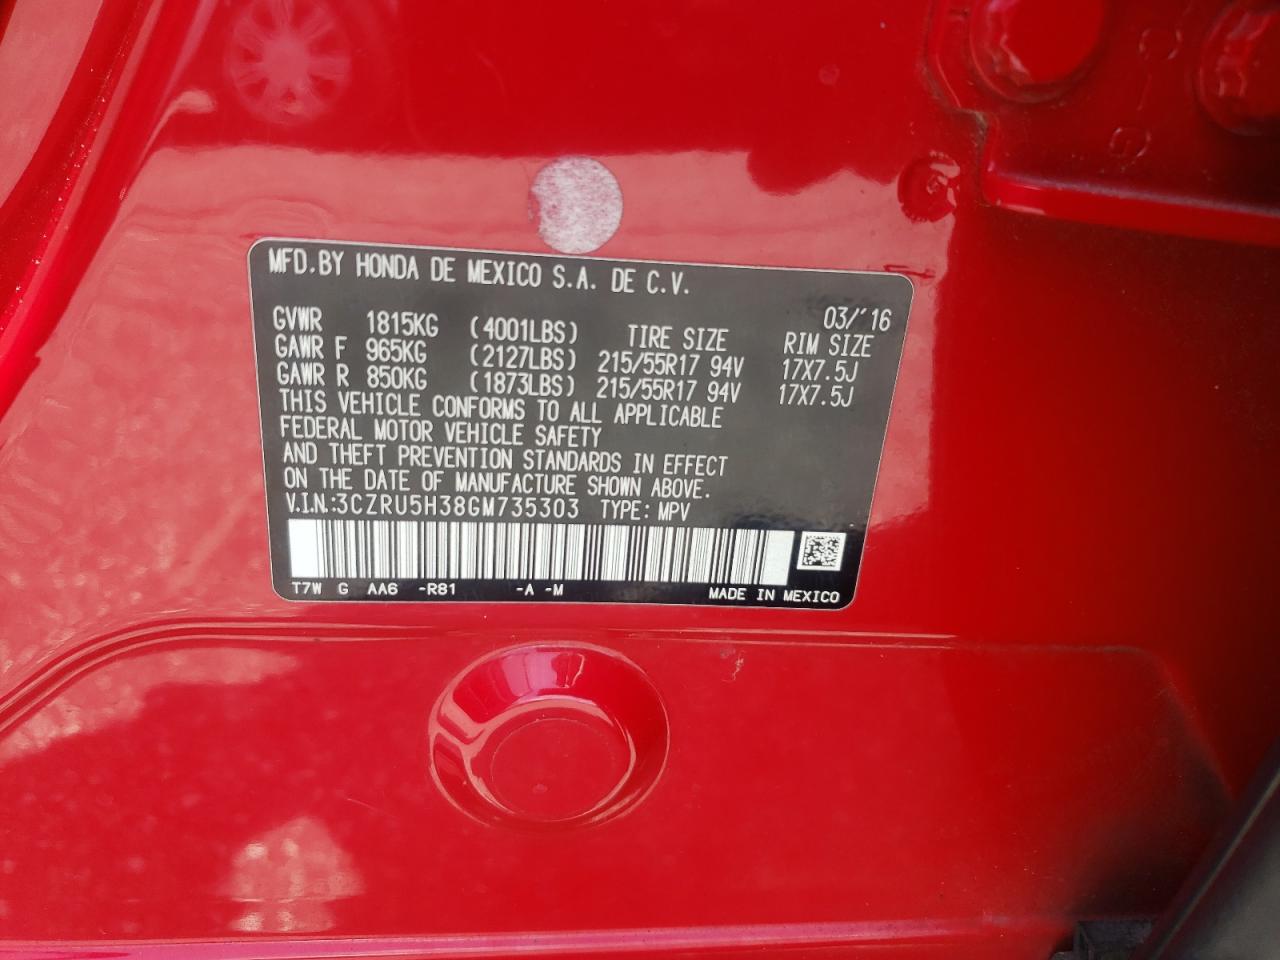 MFD.BY HONDA DE MEXICO S.A. DE C.V.
03/'16
GVWR 1815KG (4001LBS) TIRE SIZE RIM SIZE
GAWR F 965KG (2127LBS) 215/55R17 94V 17X7.5J
GAWR R 850KG (1873LBS) 215/55R17 94V 17X7.5J
THIS VEHICLE CONFORMS TO ALL APPLICABLE
FEDERAL MOTOR VEHICLE SAFETY
AND THEFT PREVENTION STANDARDS IN EFFECT
ON THE DATE OF MANUFACTURE SHOWN ABOVE.
V.I.N.:3CZRU5H38GM735303 TYPE: MPV
T7W G AA6 -R81 -A -M MADE IN MEXICO